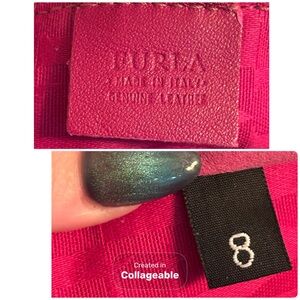 FURLA
MADE IN ITALY
GENUINE LEATHER
8
Created in
Collageable